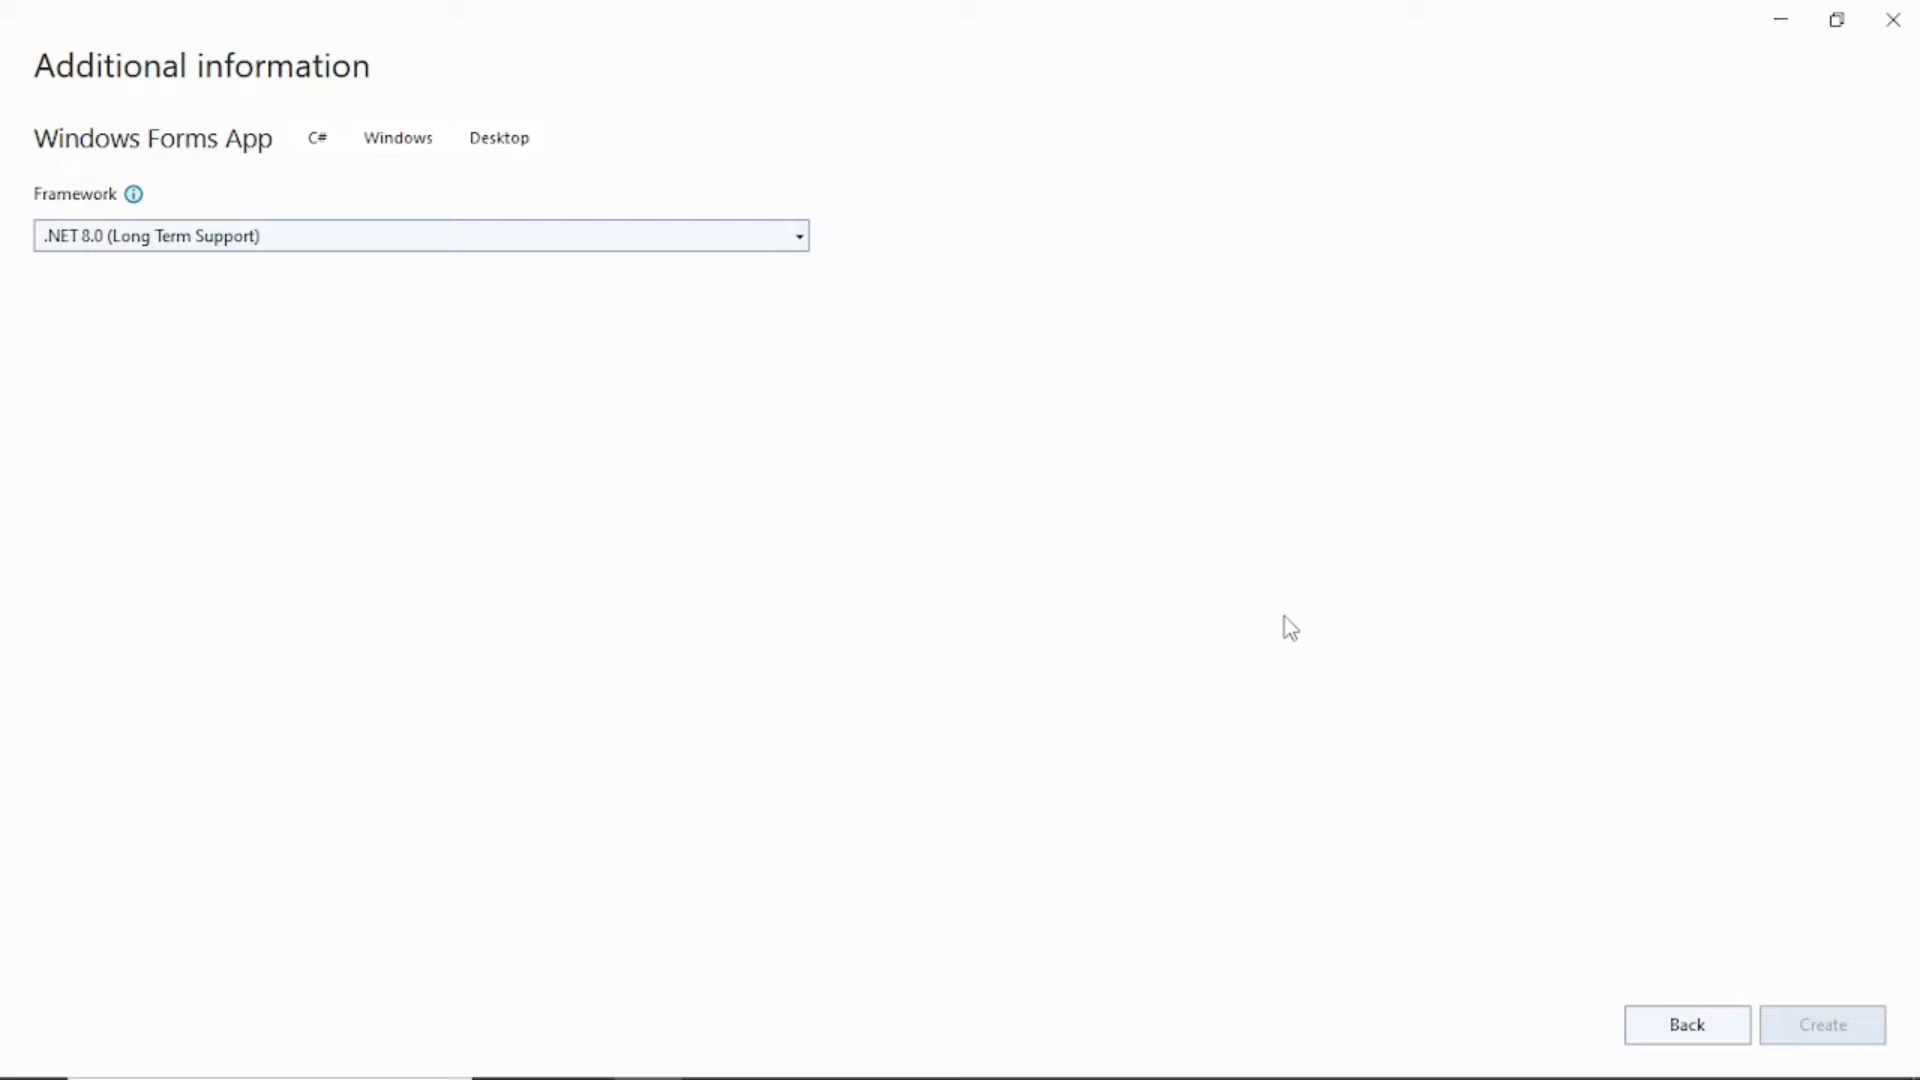 Additional information
Windows Forms App C# Windows Desktop
Framework
.NET 8.0 (Long Term Support)
Back Create